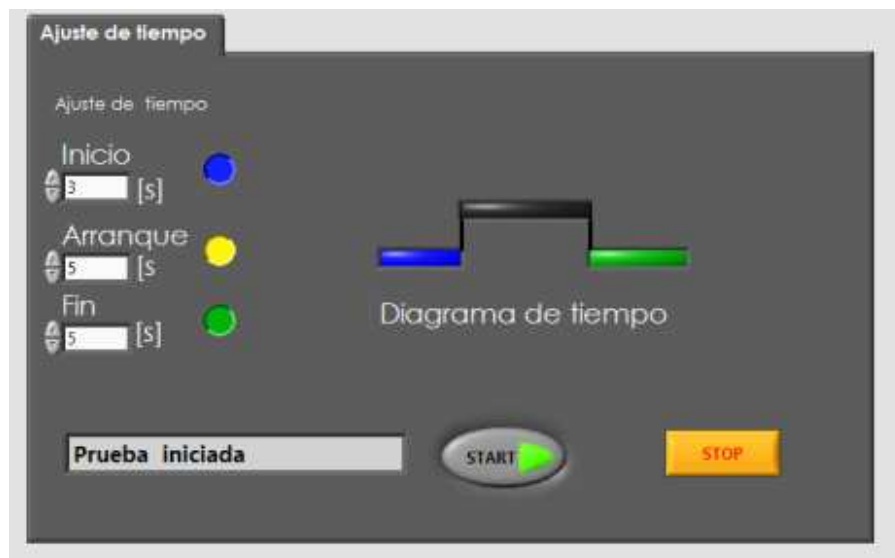 Ajuste de tiempo
Ajuste de tiempo
Inicio
3 [s]
Arranque
5 [s
Fin
5 [s]
Diagrama de tiempo
Prueba iniciada
START
STOP